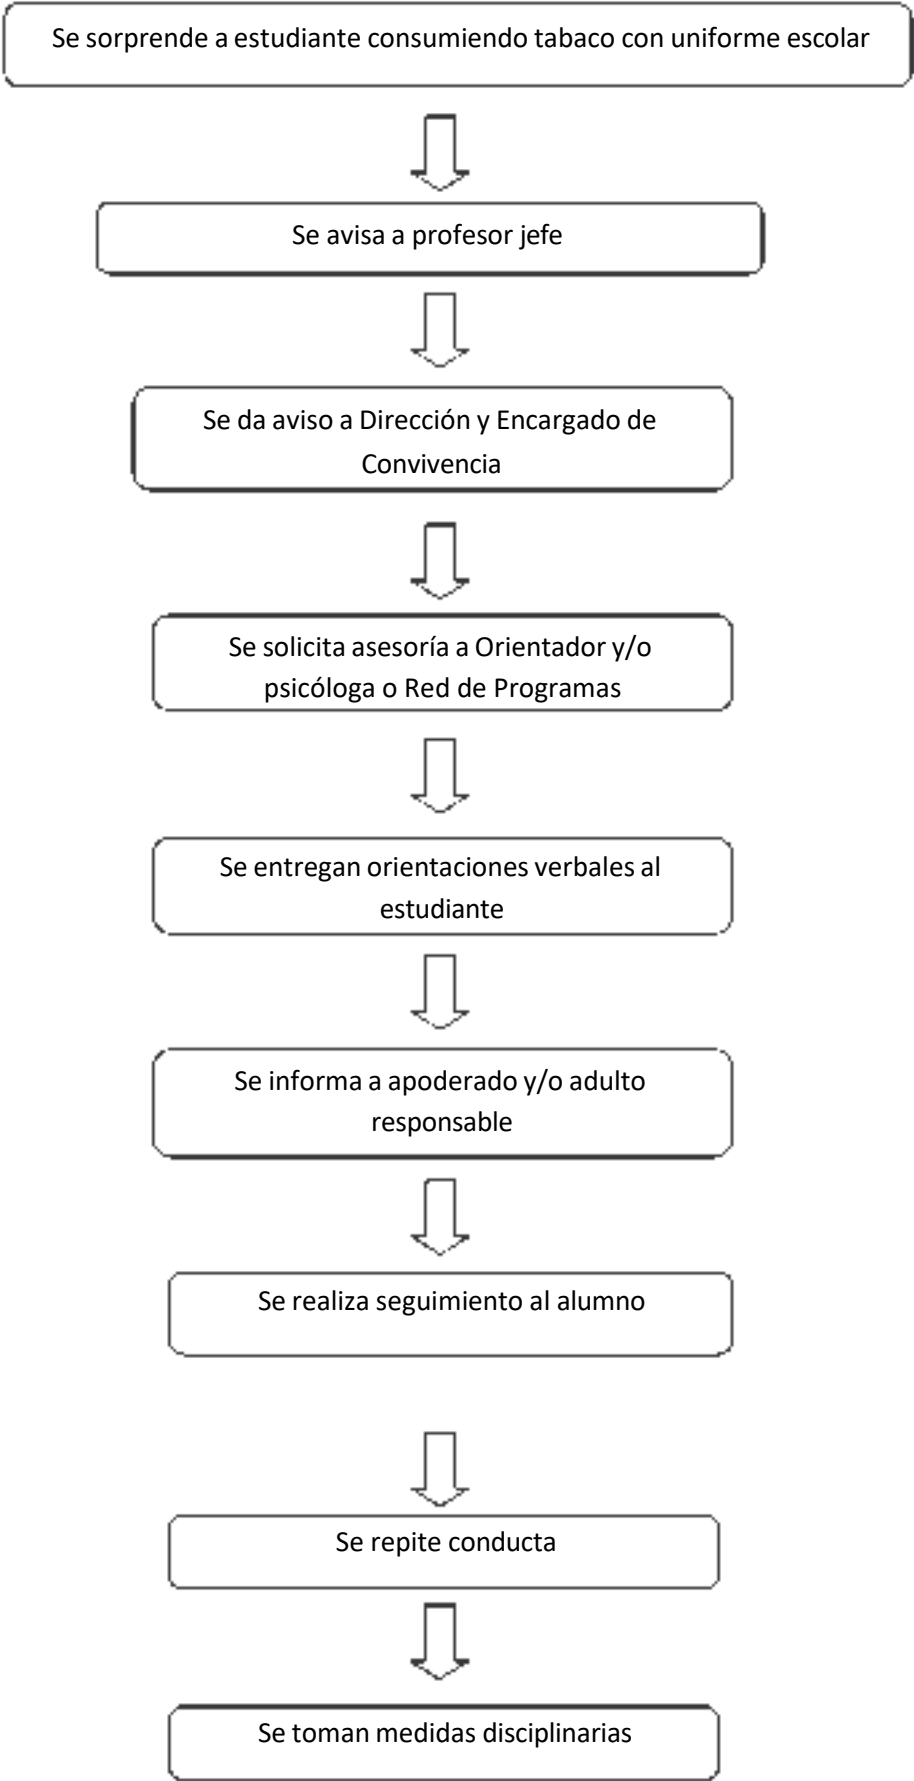 Se sorprende a estudiante consumiendo tabaco con uniforme escolar
Se avisa a profesor jefe
Se da aviso a Dirección y Encargado de
Convivencia
Se solicita asesoría a Orientador y/o
psicóloga o Red de Programas
Se entregan orientaciones verbales al
estudiante
Se informa a apoderado y/o adulto
responsable
Se realiza seguimiento al alumno
Se repite conducta
Se toman medidas disciplinarias